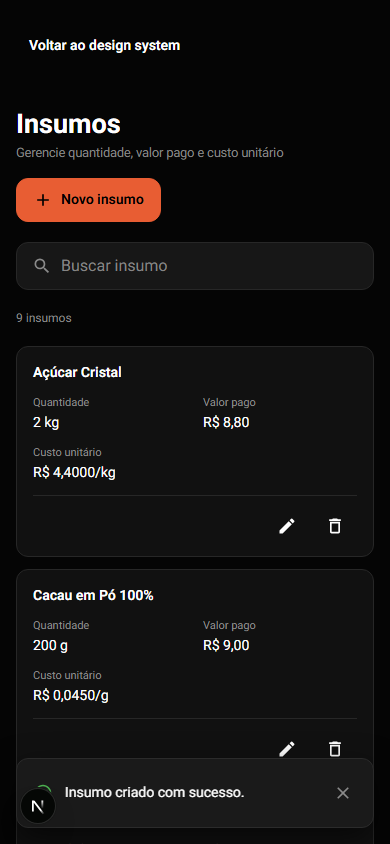 Voltar ao design system
Insumos
Gerencie quantidade, valor pago e custo unitário
Novo insumo
Buscar insumo
9 insumos
Açúcar Cristal
Quantidade Valor pago
2 kg R$ 8,80
Custo unitário
R$ 4,4000/kg
Cacau em Pó 100%
Quantidade Valor pago
200 g R$ 9,00
Custo unitário
R$ 0,0450/g
Insumo criado com sucesso.
N